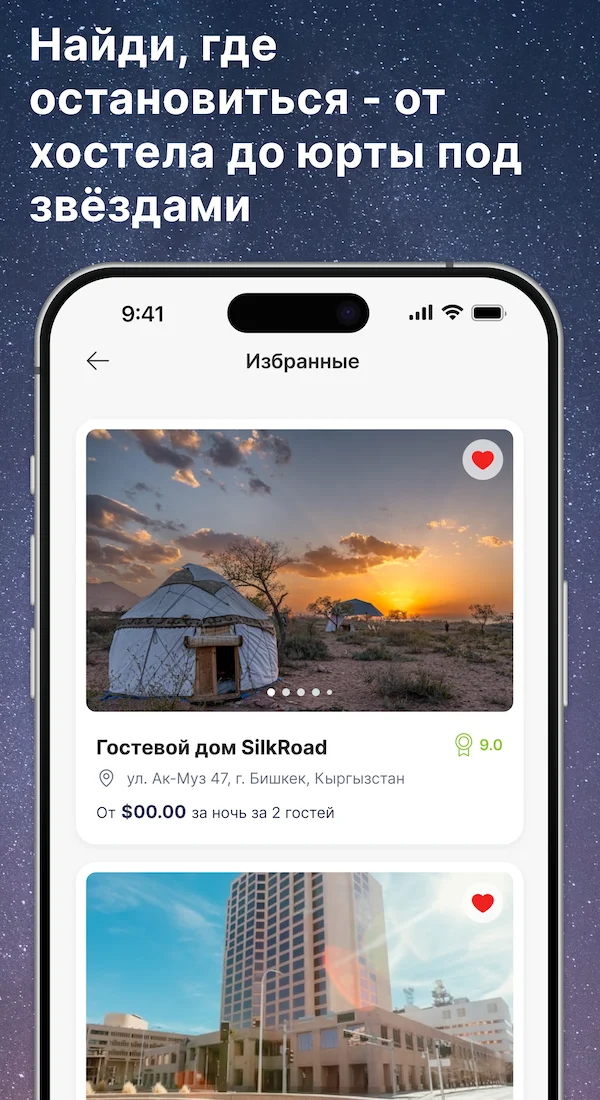 Найди, где
остановиться - от
хостела до юрты под
звёздами
9:41
Избранные
Гостевой дом SilkRoad
9.0
ул. Ак-Муз 47, г. Бишкек, Кыргызстан
От $00.00 за ночь за 2 гостей